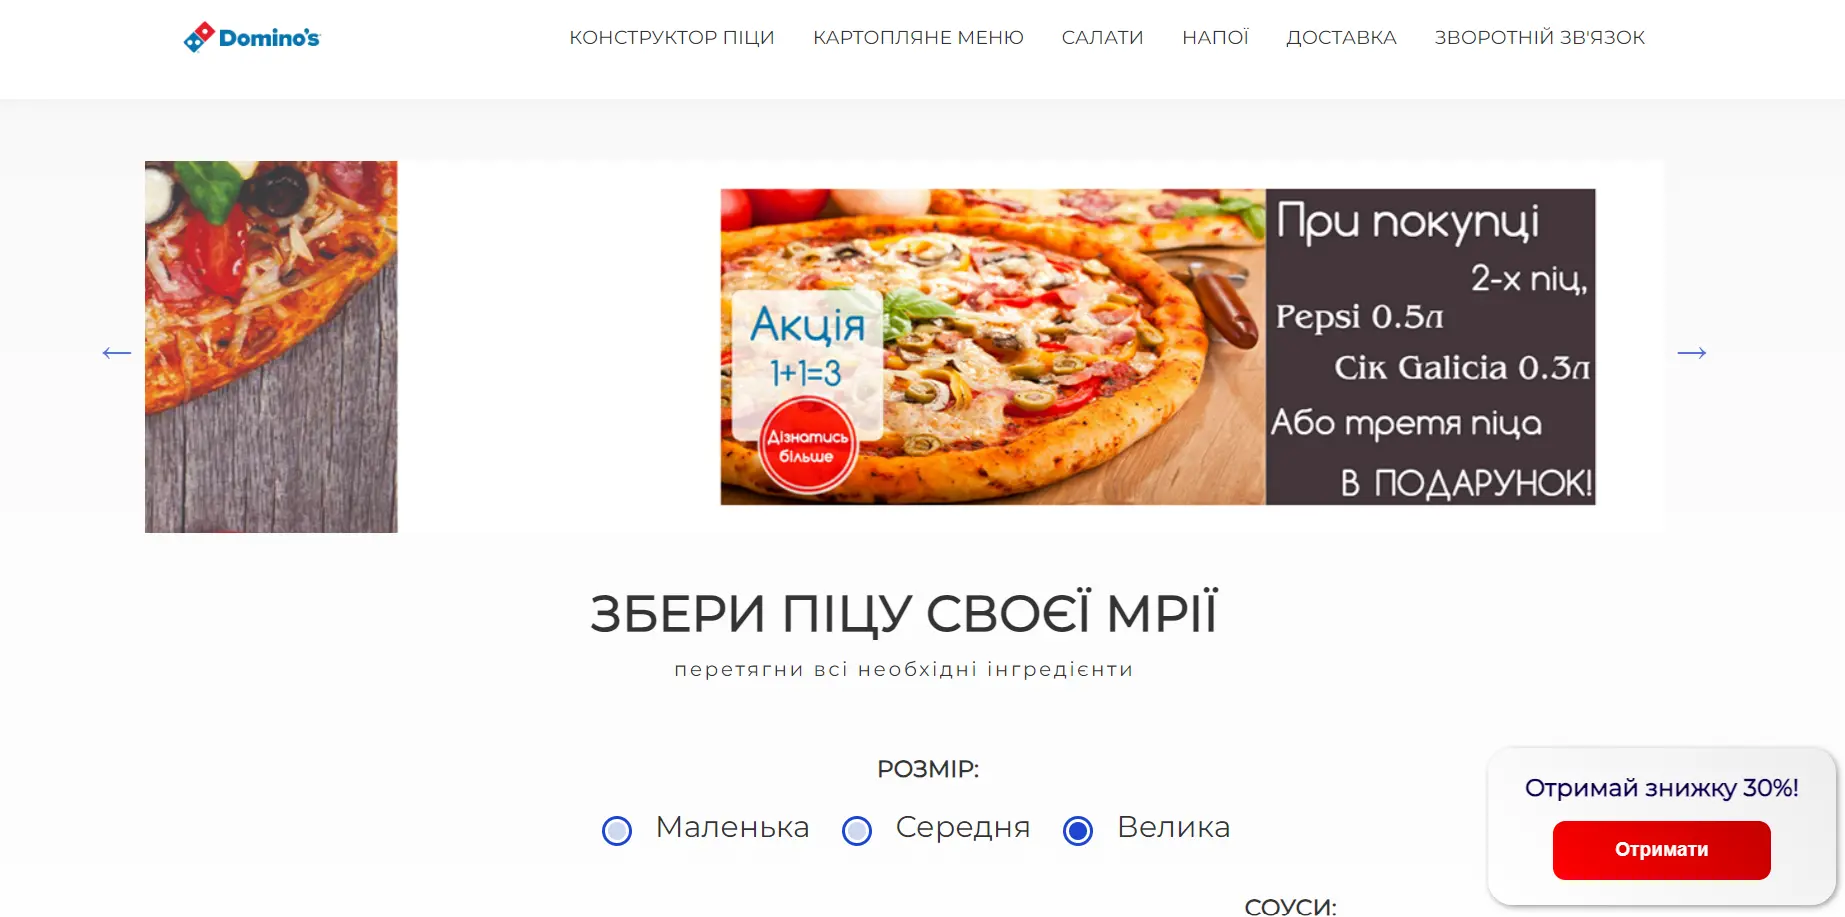 Domino's
КОНСТРУКТОР ПІЦИ
КАРТОПЛЯНЕ МЕНЮ
САЛАТИ
НАПОЇ
ДОСТАВКА
ЗВОРОТНІЙ ЗВ'ЯЗОК
←
Акція
1+1=3
Дізнатись
більше
При покупці
2-х піц,
Pepsi 0.5л
Сік Galicia 0.3л
Або третя піца
В ПОДАРУНОК!
→
ЗБЕРИ ПІЦУ СВОЄЇ МРІЇ
перетягни всі необхідні інгредієнти
РОЗМІР:
Маленька
Середня
Велика
СОУСИ:
Отримай знижку 30%!
Отримати